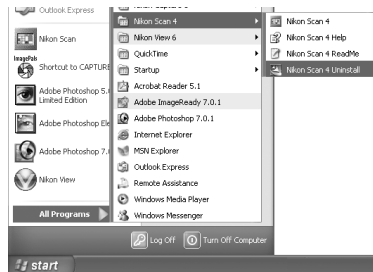 Outlook Express
Nikon Scan
ImagePals
Shortcut to CAPTURE
Adobe Photoshop 5.
Limited Edition
Adobe Photoshop Ele
Adobe Photoshop 7.
Nikon View
All Programs
Nikon Scan 4
Nikon View 6
QuickTime
Startup
Acrobat Reader 5.1
Adobe ImageReady 7.0.1
Adobe Photoshop 7.0.1
Internet Explorer
MSN Explorer
Outlook Express
Remote Assistance
Windows Media Player
Windows Messenger
Nikon Scan 4
Nikon Scan 4 Help
Nikon Scan 4 ReadMe
Nikon Scan 4 Uninstall
Log Off
Turn Off Computer
start